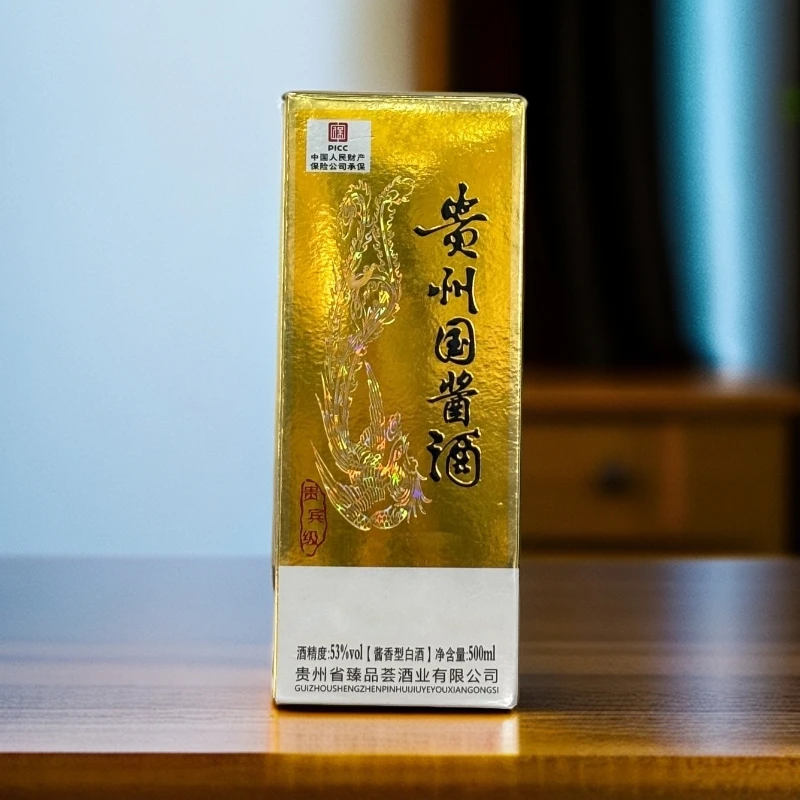 PICC
中国人民财产
保险公司承保
贵州国酱酒
贵宾级
酒精度:53%vol【酱香型白酒】净含量:500ml
贵州省臻品荟酒业有限公司
GUIZHOUSHENGZHENPINHUIJIUYEYOUXIANGONGSI